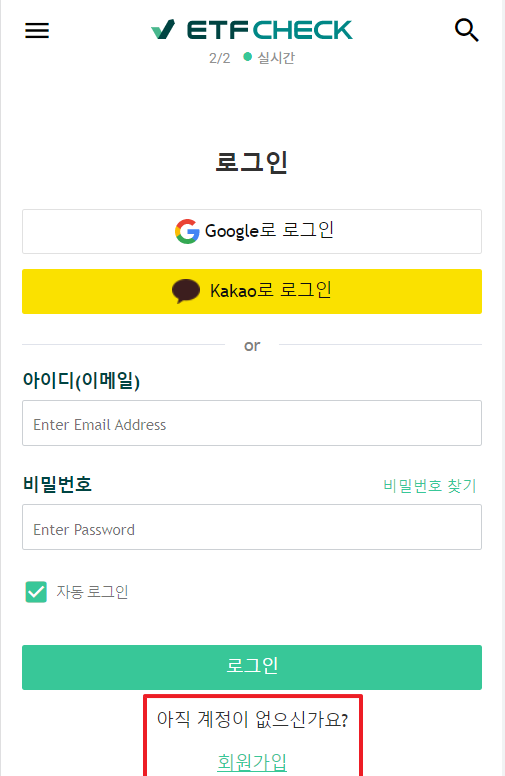 ETF CHECK
2/2 실시간
로그인
Google로 로그인
Kakao로 로그인
or
아이디(이메일)
Enter Email Address
비밀번호 비밀번호 찾기
Enter Password
자동 로그인
로그인
아직 계정이 없으신가요?
회원가입